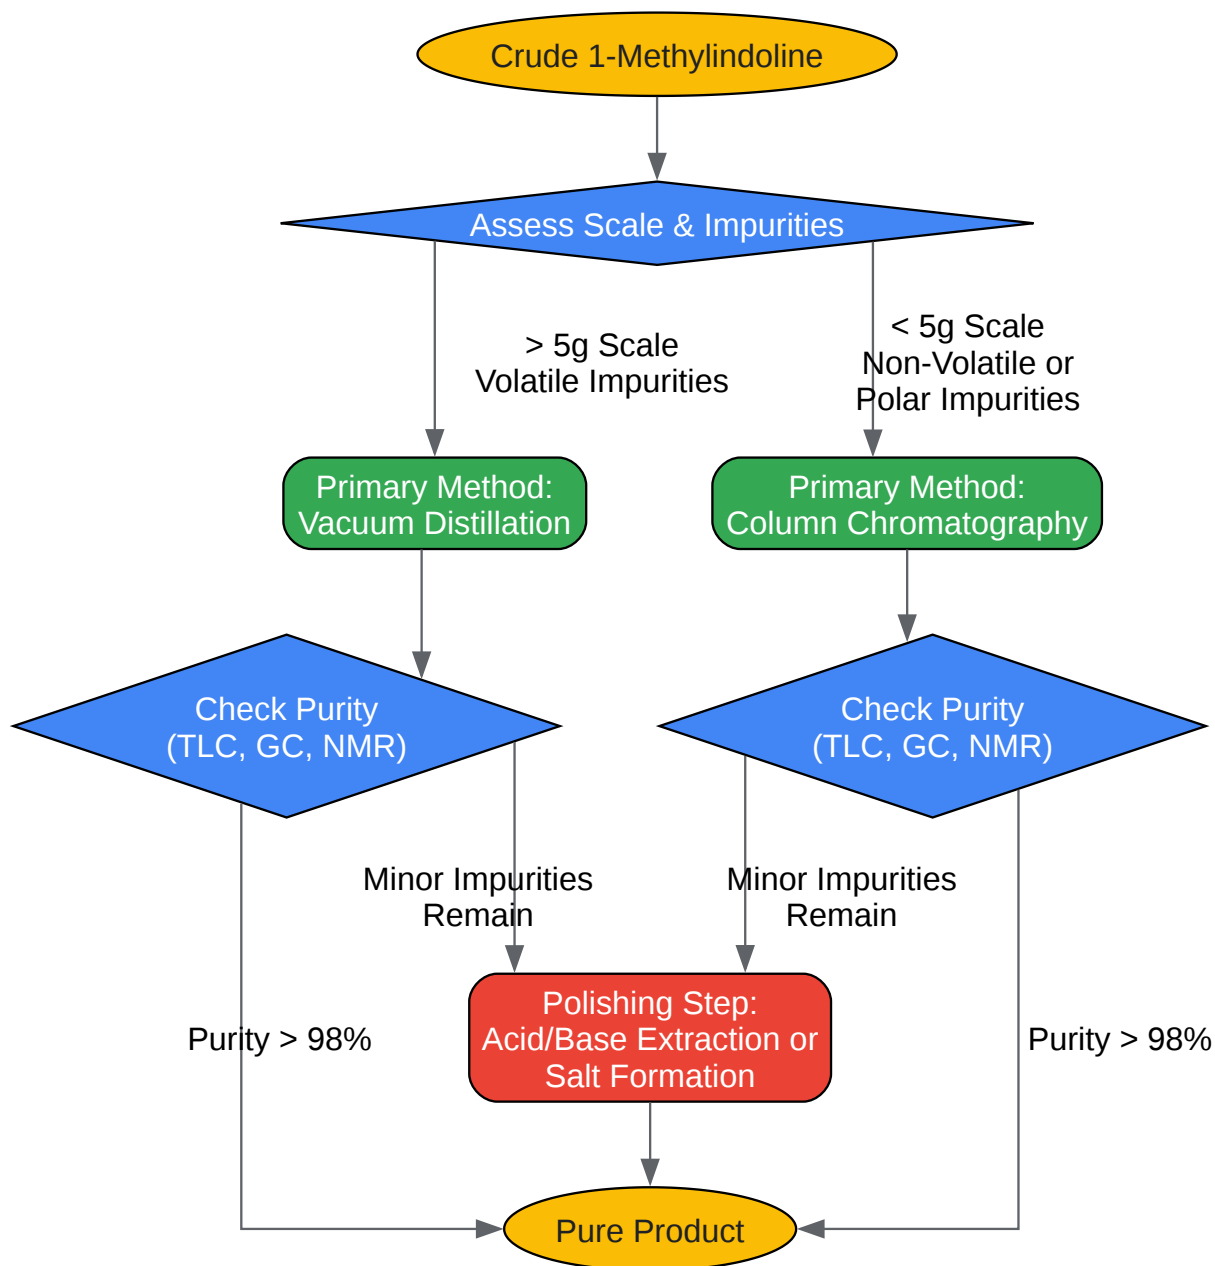 Crude 1-Methylindoline
Assess Scale & Impurities
> 5g Scale
Volatile Impurities
< 5g Scale
Non-Volatile or
Polar Impurities
Primary Method:
Vacuum Distillation
Primary Method:
Column Chromatography
Check Purity
(TLC, GC, NMR)
Check Purity
(TLC, GC, NMR)
Minor Impurities
Remain
Minor Impurities
Remain
Purity > 98%
Polishing Step:
Acid/Base Extraction or
Salt Formation
Purity > 98%
Pure Product